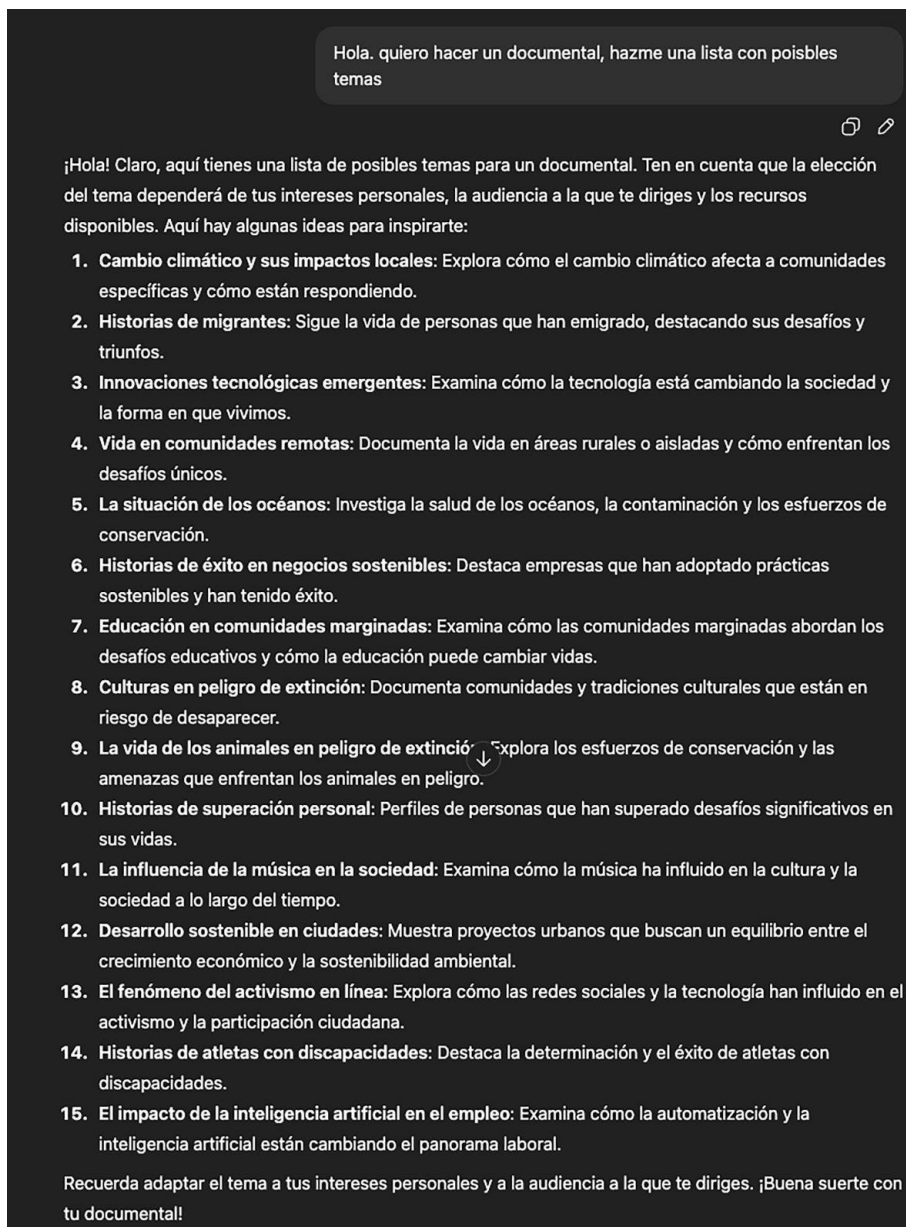 Hola. quiero hacer un documental, hazme una lista con poisbles
temas
¡Hola! Claro, aquí tienes una lista de posibles temas para un documental. Ten en cuenta que la elección
del tema dependerá de tus intereses personales, la audiencia a la que te diriges y los recursos
disponibles. Aquí hay algunas ideas para inspirarte:
1. Cambio climático y sus impactos locales: Explora cómo el cambio climático afecta a comunidades
específicas y cómo están respondiendo.
2. Historias de migrantes: Sigue la vida de personas que han emigrado, destacando sus desafíos y
triunfos.
3. Innovaciones tecnológicas emergentes: Examina cómo la tecnología está cambiando la sociedad y
la forma en que vivimos.
4. Vida en comunidades remotas: Documenta la vida en áreas rurales o aisladas y cómo enfrentan los
desafíos únicos.
5. La situación de los océanos: Investiga la salud de los océanos, la contaminación y los esfuerzos de
conservación.
6. Historias de éxito en negocios sostenibles: Destaca empresas que han adoptado prácticas
sostenibles y han tenido éxito.
7. Educación en comunidades marginadas: Examina cómo las comunidades marginadas abordan los
desafíos educativos y cómo la educación puede cambiar vidas.
8. Culturas en peligro de extinción: Documenta comunidades y tradiciones culturales que están en
riesgo de desaparecer.
9. La vida de los animales en peligro de extinción: Explora los esfuerzos de conservación y las
amenazas que enfrentan los animales en peligro.
10. Historias de superación personal: Perfiles de personas que han superado desafíos significativos en
sus vidas.
11. La influencia de la música en la sociedad: Examina cómo la música ha influido en la cultura y la
sociedad a lo largo del tiempo.
12. Desarrollo sostenible en ciudades: Muestra proyectos urbanos que buscan un equilibrio entre el
crecimiento económico y la sostenibilidad ambiental.
13. El fenómeno del activismo en línea: Explora cómo las redes sociales y la tecnología han influido en el
activismo y la participación ciudadana.
14. Historias de atletas con discapacidades: Destaca la determinación y el éxito de atletas con
discapacidades.
15. El impacto de la inteligencia artificial en el empleo: Examina cómo la automatización y la
inteligencia artificial están cambiando el panorama laboral.
Recuerda adaptar el tema a tus intereses personales y a la audiencia a la que te diriges. ¡Buena suerte con
tu documental!